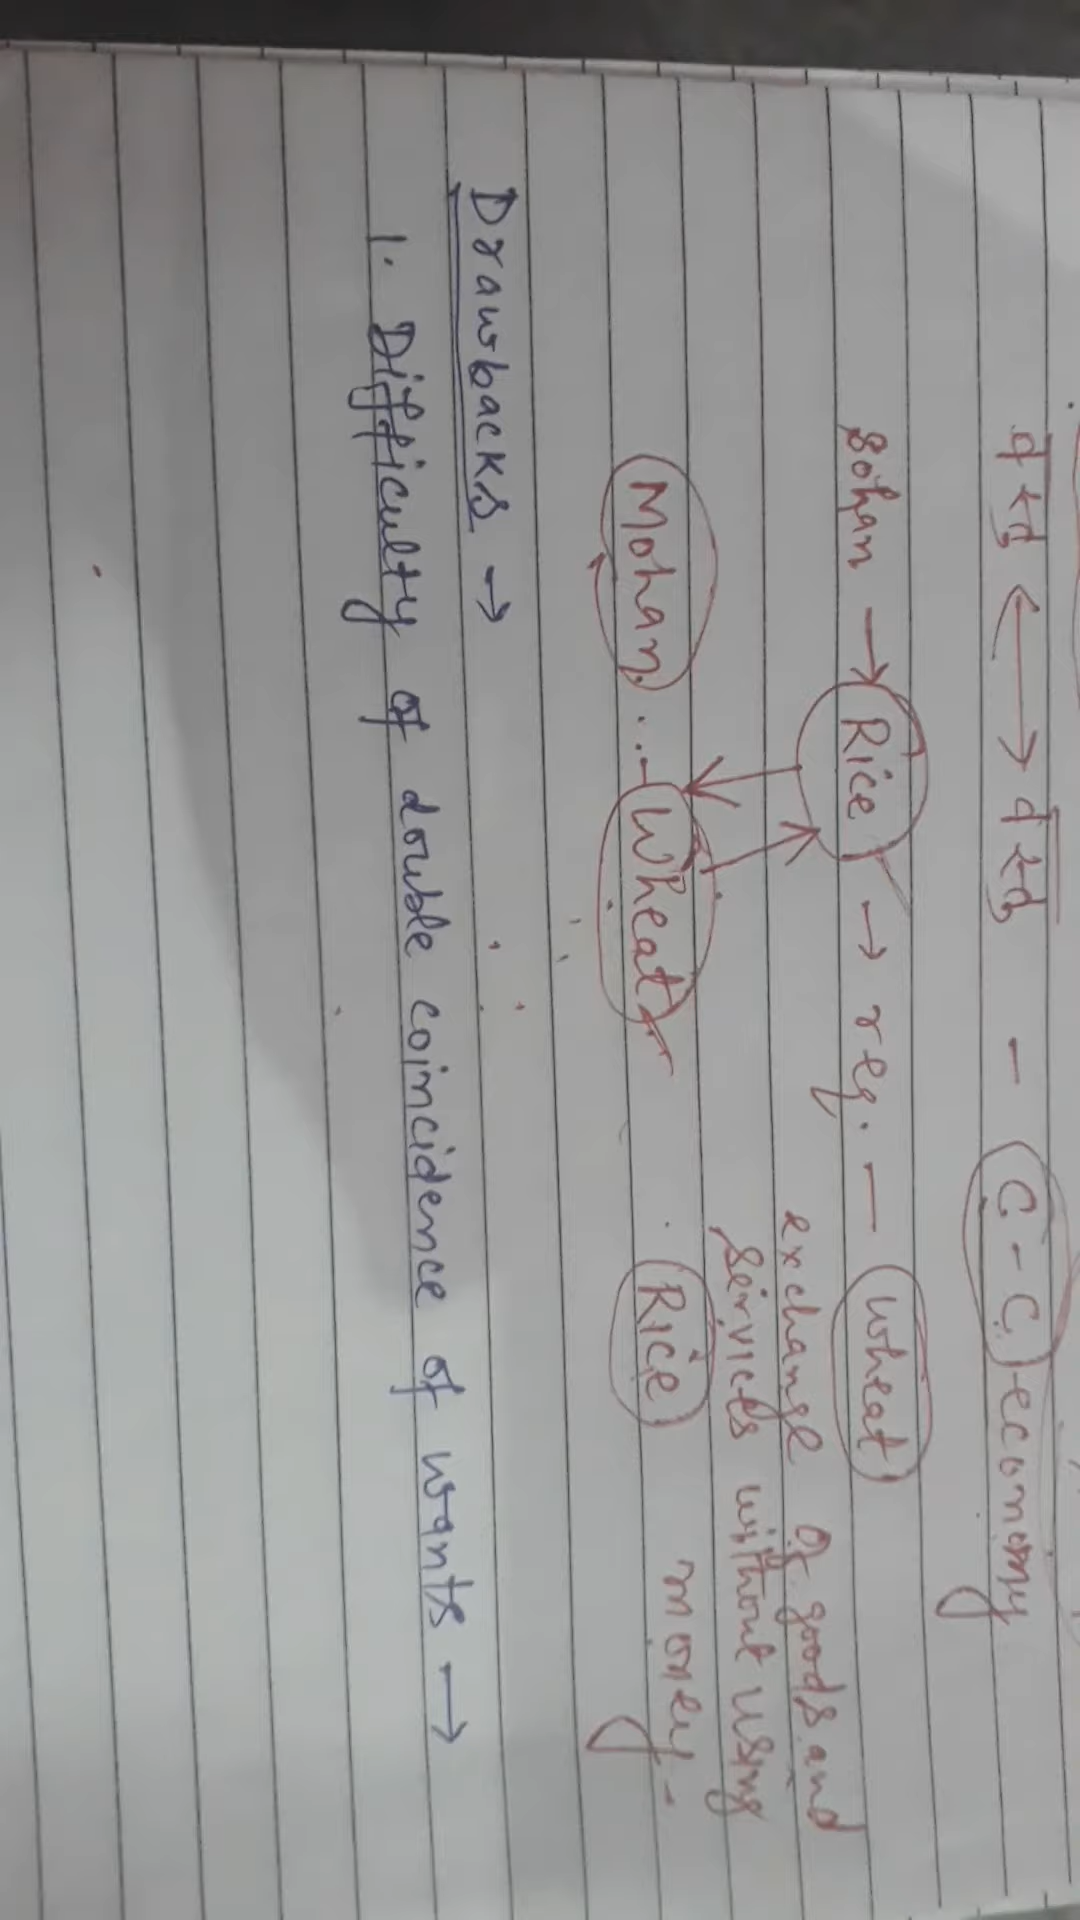 वस्तु ⟷ वस्तु - C-C economy
Sohan → Rice → req. - Wheat
exchange of goods and
services without using
Mohan ... - Wheat Rice money -
Drawbacks →
1. Difficulty of double coincidence of wants →